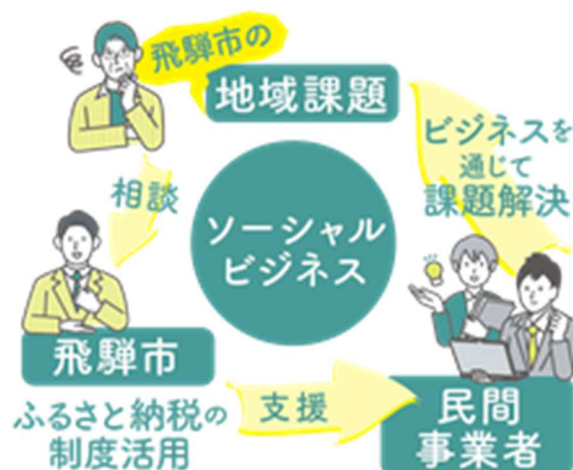 飛騨市の
地域課題
ビジネスを
通じて
課題解決
相談
ソーシャル
ビジネス
飛騨市
ふるさと納税の
制度活用
支援
民間
事業者